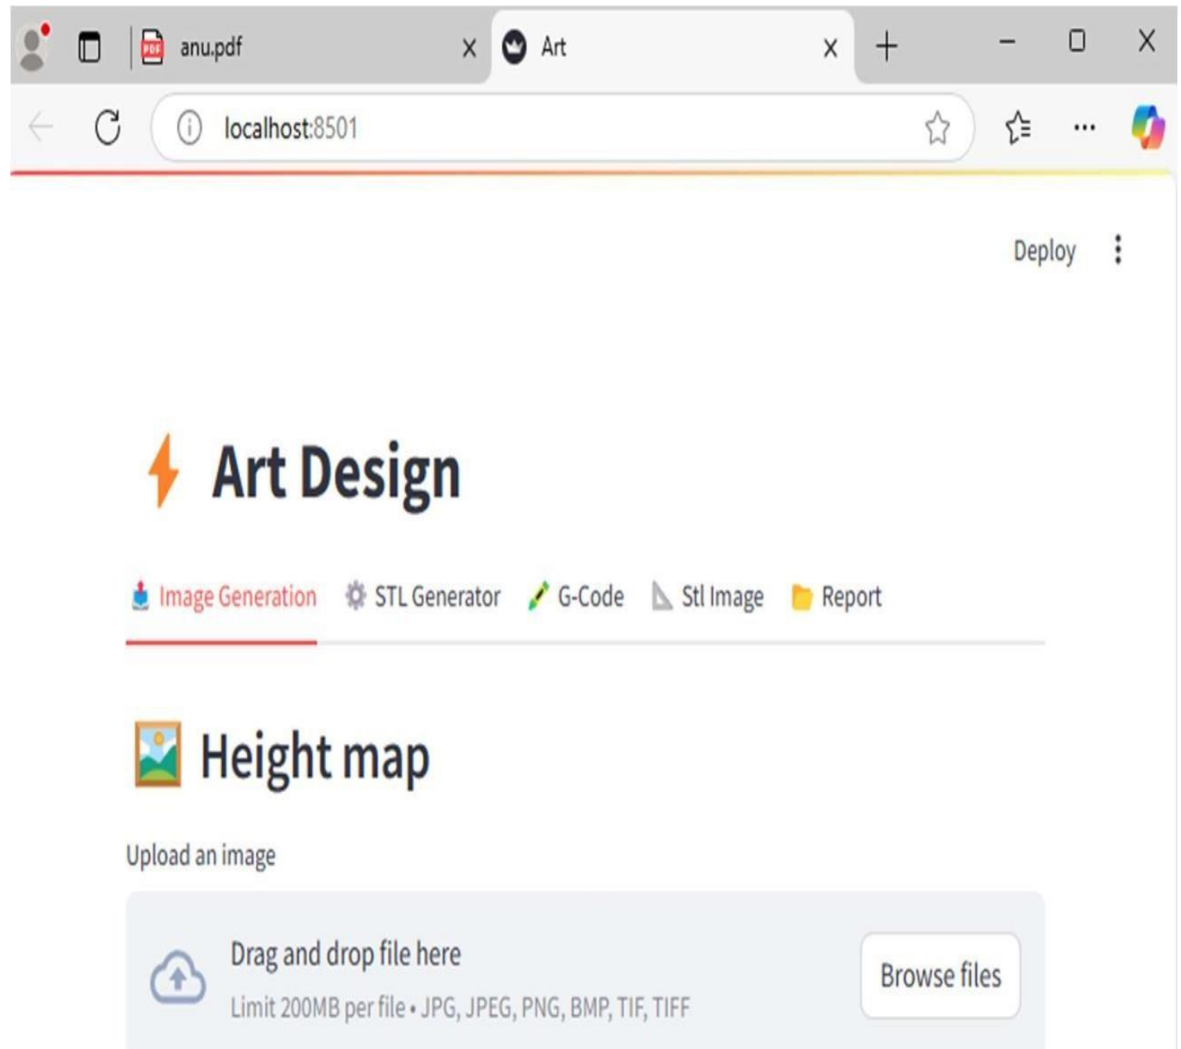 anu.pdf Art
localhost:8501
Deploy
Art Design
Image Generation STL Generator G-Code Stl Image Report
Height map
Upload an image
Drag and drop file here
Browse files
Limit 200MB per file • JPG, JPEG, PNG, BMP, TIF, TIFF